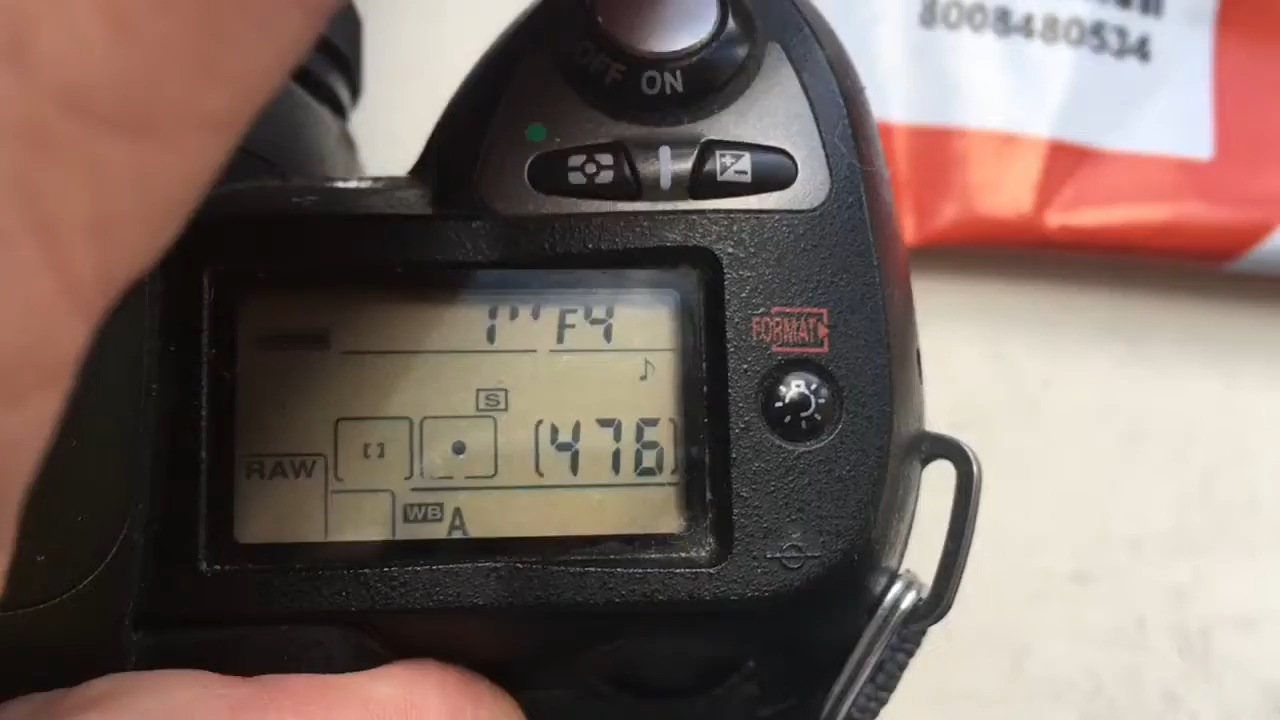 8008480534
OFF ON
1" F4
FORMAT
S
[476]
RAW
WB A